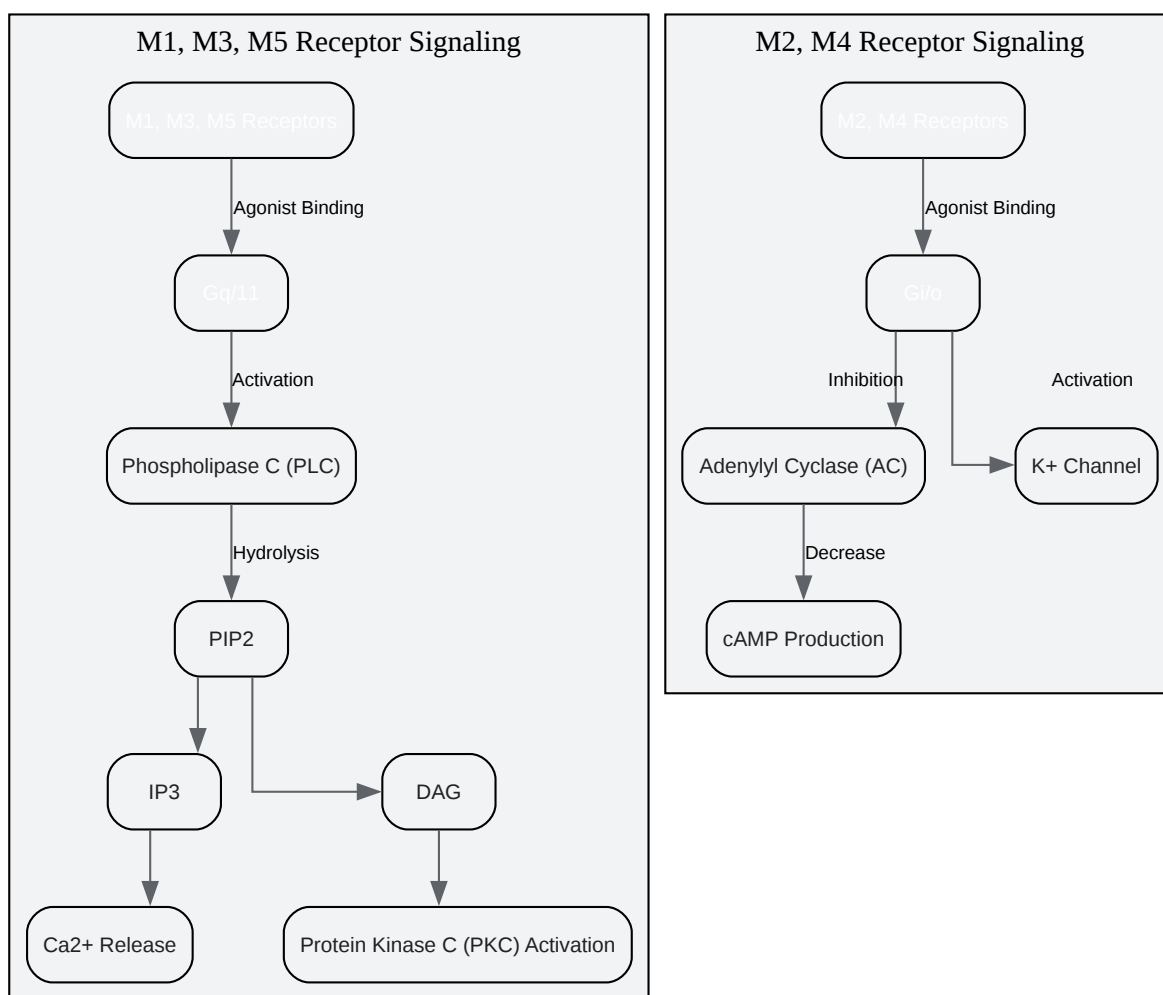 M1, M3, M5 Receptor Signaling
M1, M3, M5 Receptors
Agonist Binding
Gq/11
Activation
Phospholipase C (PLC)
Hydrolysis
PIP2
IP3
DAG
Ca2+ Release
Protein Kinase C (PKC) Activation
M2, M4 Receptor Signaling
M2, M4 Receptors
Agonist Binding
Gi/o
Inhibition
Activation
Adenylyl Cyclase (AC)
K+ Channel
Decrease
cAMP Production